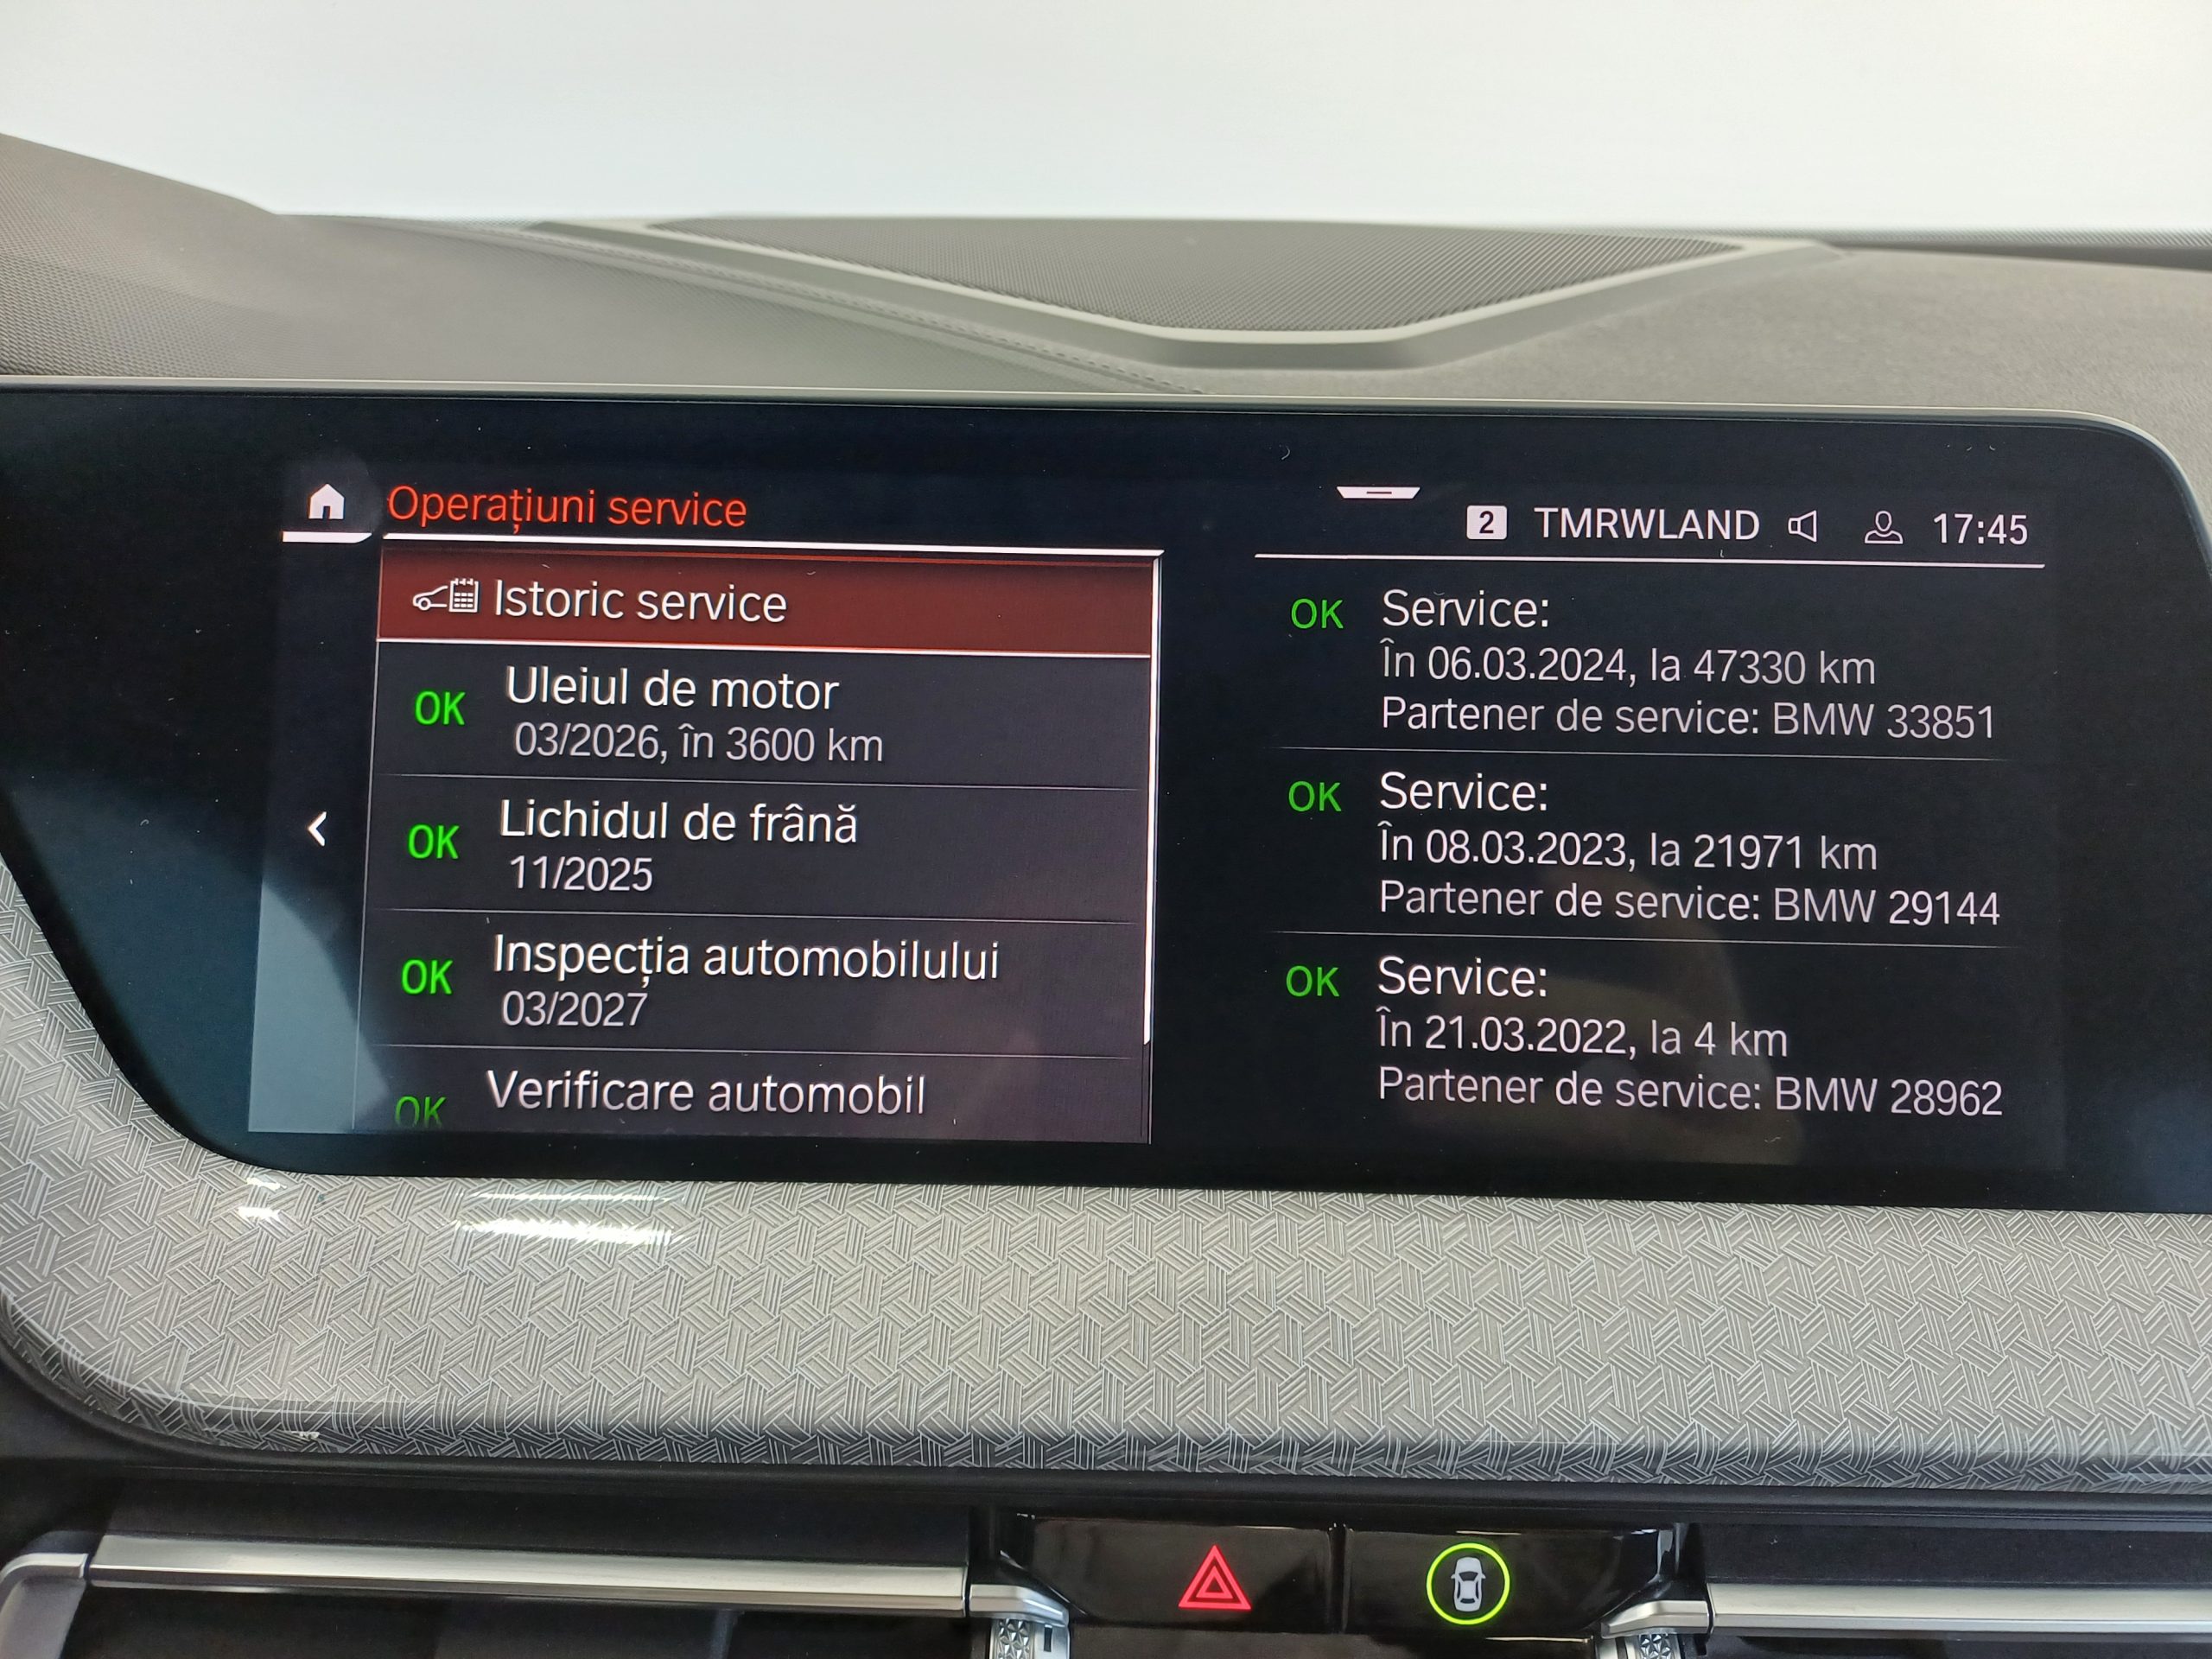 Operațiuni service
2 TMRWLAND 17:45
Istoric service
OK Uleiul de motor
03/2026, în 3600 km
OK Lichidul de frână
11/2025
OK Inspecția automobilului
03/2027
OK Verificare automobil
OK Service:
În 06.03.2024, la 47330 km
Partener de service: BMW 33851
OK Service:
În 08.03.2023, la 21971 km
Partener de service: BMW 29144
OK Service:
În 21.03.2022, la 4 km
Partener de service: BMW 28962